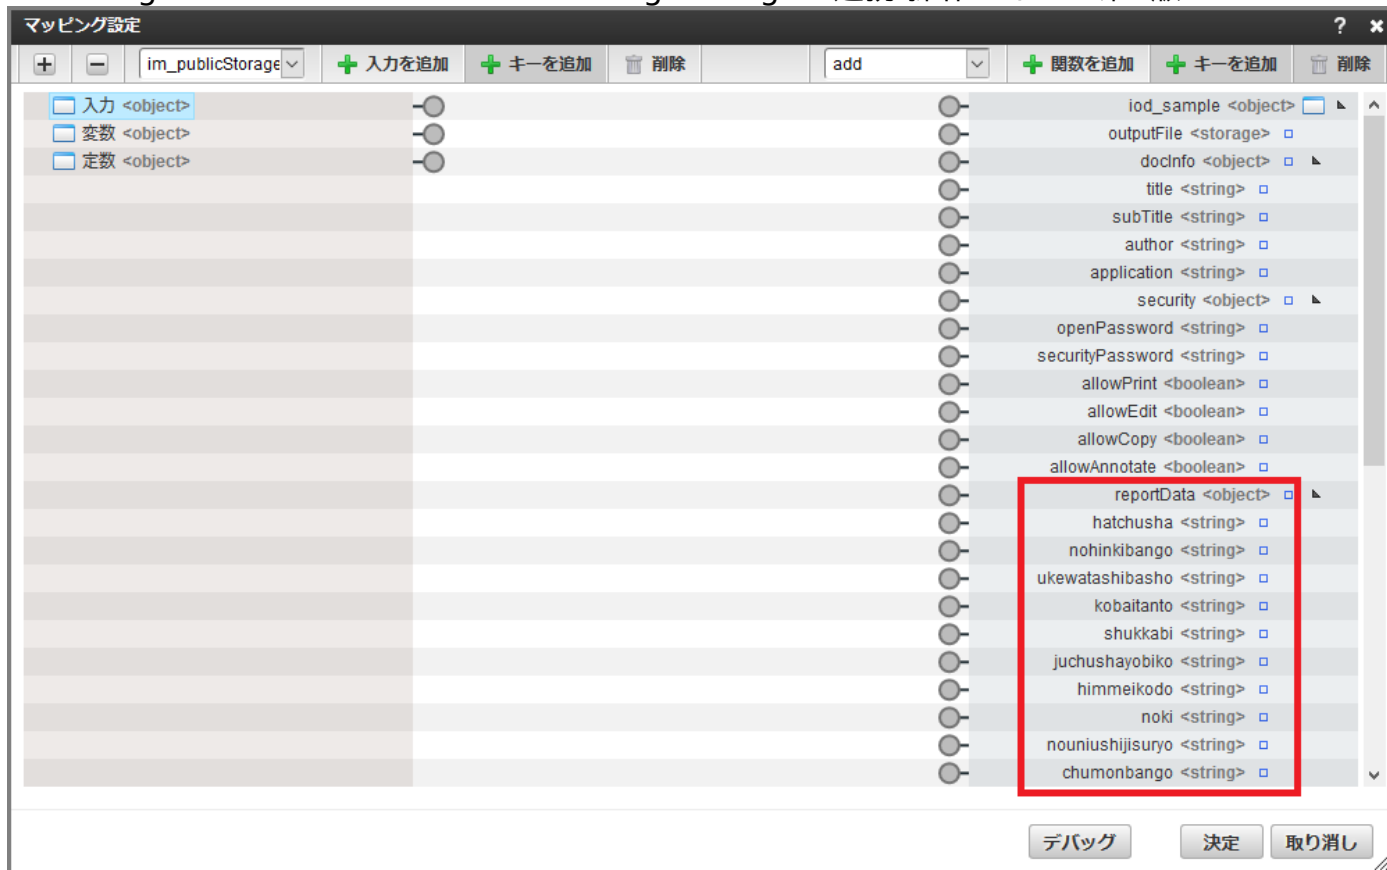 マッピング設定 ? ×
im_publicStorage 入力を追加 キーを追加 削除 add 関数を追加 キーを追加 削除
入力 <object> iod_sample <object>
変数 <object> outputFile <storage>
定数 <object> docInfo <object>
title <string>
subTitle <string>
author <string>
application <string>
security <object>
openPassword <string>
securityPassword <string>
allowPrint <boolean>
allowEdit <boolean>
allowCopy <boolean>
allowAnnotate <boolean>
reportData <object>
hatchusha <string>
nohinkibango <string>
ukewatashibasho <string>
kobaitanto <string>
shukkabi <string>
juchushayobiko <string>
himmeikodo <string>
noki <string>
nouniushijisuryo <string>
chumonbango <string>
デバッグ 決定 取り消し